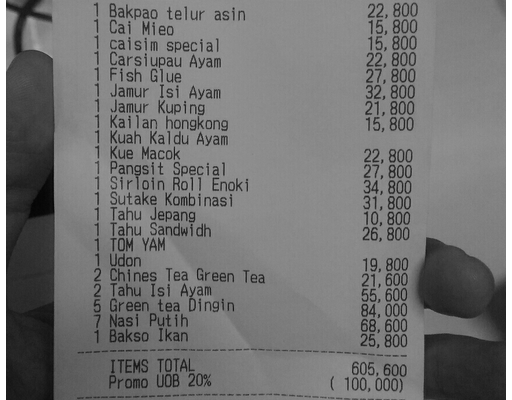 1 Bakpao telur asin 22,800
1 Cai Mieo 15,800
1 caisim special 15,800
1 Carsiupau Ayam 22,800
1 Fish Glue 27,800
1 Jamur Isi Ayam 32,800
1 Jamur Kuping 21,800
1 Kailan hongkong 15,800
1 Kuah Kaldu Ayam
1 Kue Macok 22,800
1 Pangsit Special 27,800
1 Sirloin Roll Enoki 34,800
1 Sutake Kombinasi 31,800
1 Tahu Jepang 10,800
1 Tahu Sandwidh 26,800
1 TOM YAM
1 Udon 19,800
2 Chines Tea Green Tea 21,600
2 Tahu Isi Ayam 55,600
6 Green tea Dingin 84,000
7 Nasi Putih 68,600
1 Bakso Ikan 25,800
ITEMS TOTAL 605,600
Promo UOB 20% ( 100,000)